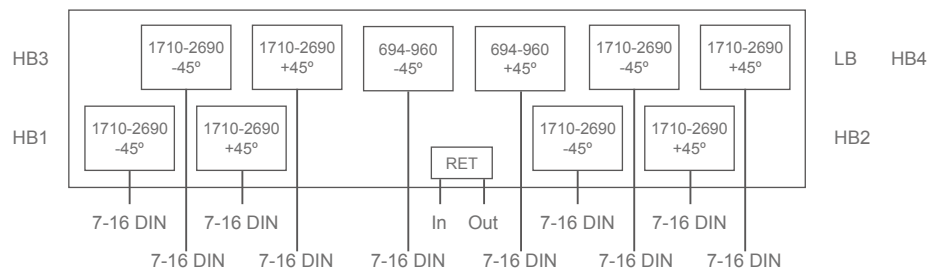 HB3
1710-2690
-45º
1710-2690
+45º
694-960
-45º
694-960
+45º
1710-2690
-45º
1710-2690
+45º
LB HB4
HB1
1710-2690
-45º
1710-2690
+45º
RET
1710-2690
-45º
1710-2690
+45º
HB2
7-16 DIN 7-16 DIN In Out 7-16 DIN 7-16 DIN
7-16 DIN 7-16 DIN 7-16 DIN 7-16 DIN 7-16 DIN 7-16 DIN